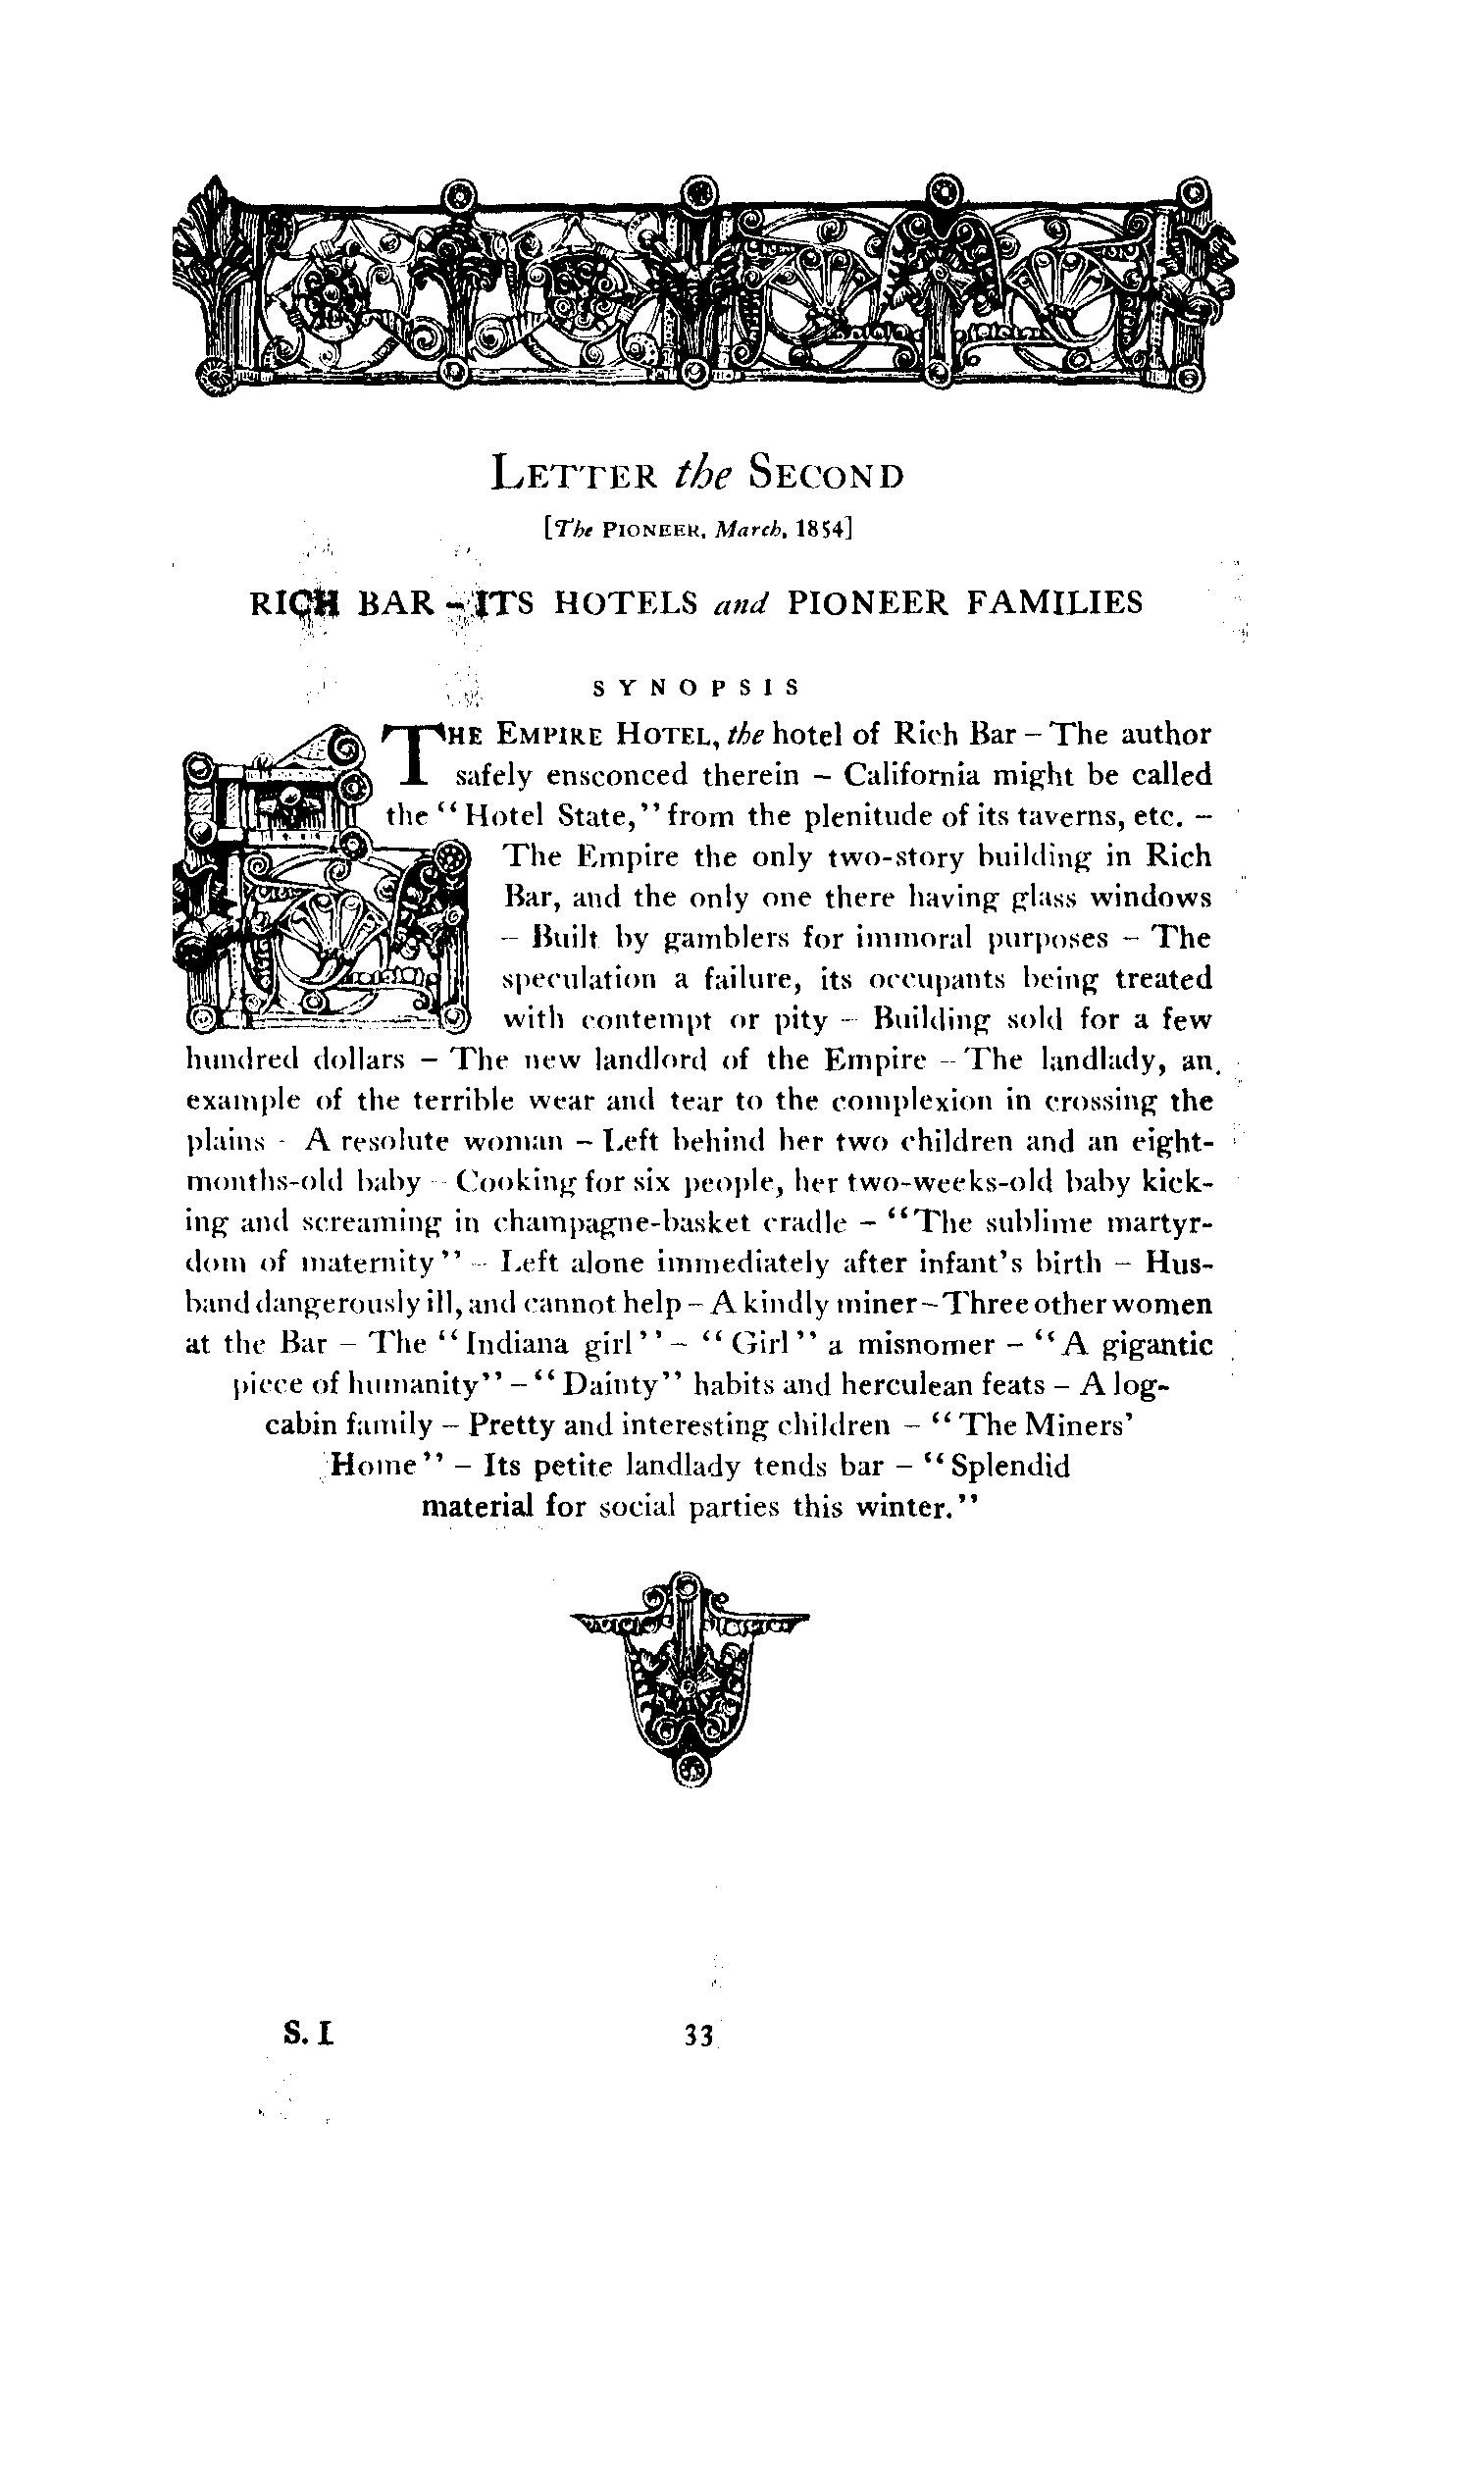 LETTER the SECOND
[The PIONEER, March, 1854]
RICH BAR – ITS HOTELS and PIONEER FAMILIES
SYNOPSIS
THE EMPIRE HOTEL, the hotel of Rich Bar – The author
safely ensconced therein – California might be called
the “Hotel State,” from the plenitude of its taverns, etc. –
The Empire the only two-story building in Rich
Bar, and the only one there having glass windows
– Built by gamblers for immoral purposes – The
speculation a failure, its occupants being treated
with contempt or pity – Building sold for a few
hundred dollars – The new landlord of the Empire – The landlady, an
example of the terrible wear and tear to the complexion in crossing the
plains - A resolute woman – Left behind her two children and an eight-
months-old baby – Cooking for six people, her two-weeks-old baby kick-
ing and screaming in champagne-basket cradle – “The sublime martyr-
dom of maternity” – Left alone immediately after infant’s birth – Hus-
band dangerously ill, and cannot help – A kindly miner – Three other women
at the Bar – The “Indiana girl” – “Girl” a misnomer – “A gigantic
piece of humanity” – “Dainty” habits and herculean feats – A log-
cabin family – Pretty and interesting children – “The Miners’
Home” – Its petite landlady tends bar – “Splendid
material for social parties this winter.”
S. I 33